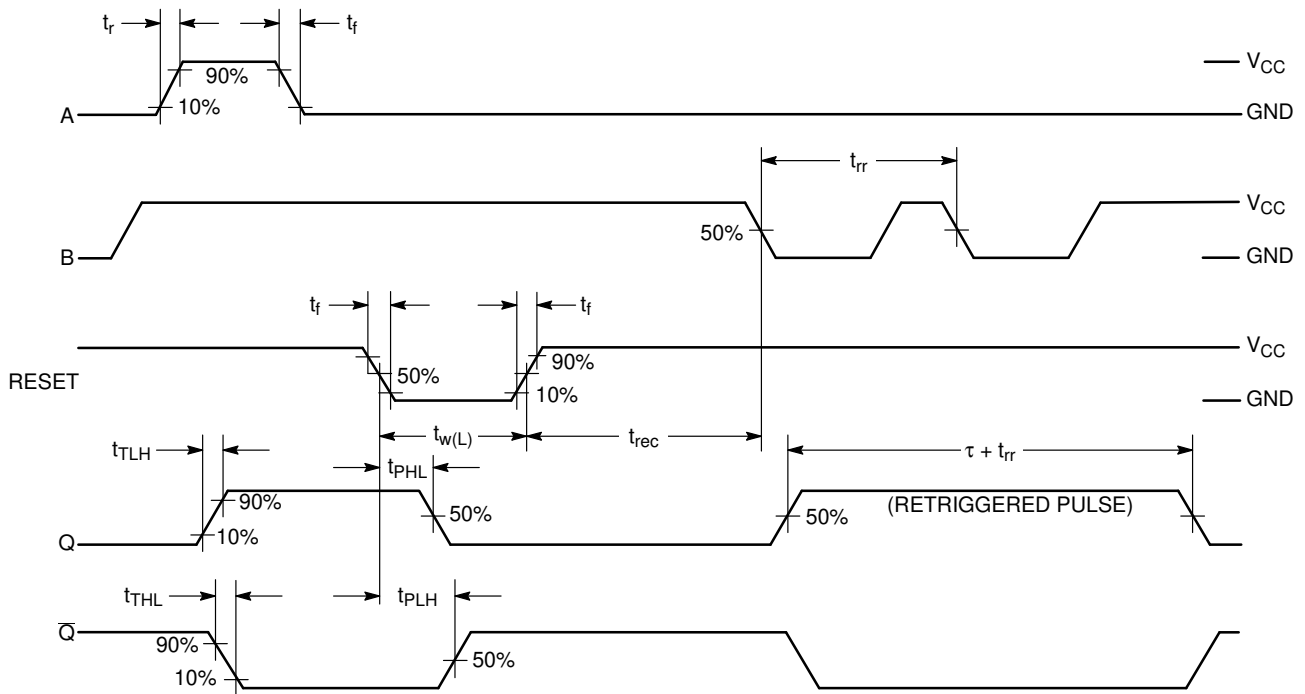 tr tf
VCC
90%
10%
A GND
trr
VCC
50%
B GND
tf tf
VCC
90%
RESET 50%
10% GND
tw(L) trec
tTLH τ + trr
tPHL
90% (RETRIGGERED PULSE)
50% 50%
10%
Q
tTHL tPLH
Q̅
90%
50%
10%